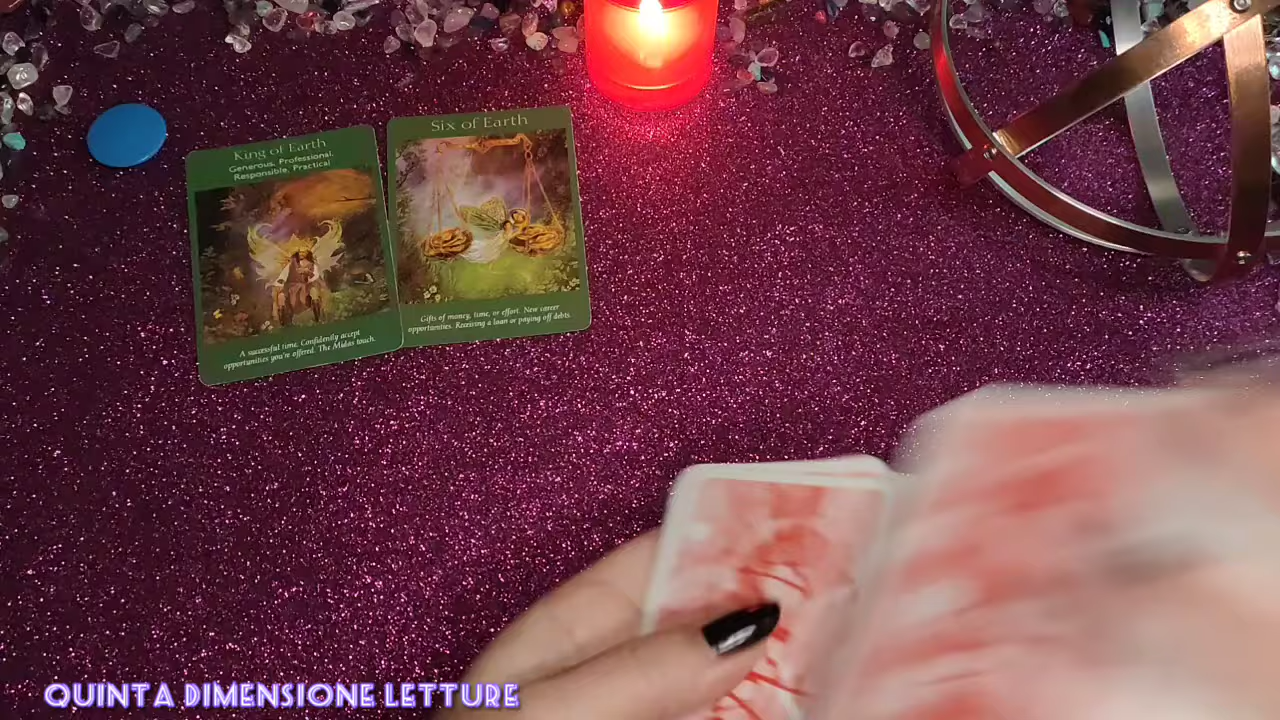 King of Earth
Generous, Professional,
Responsible, Practical
A successful time. Confidently accept
opportunities you're offered. The Midas touch.
Six of Earth
Gifts of money, time, or effort. New career
opportunities. Receiving a loan or paying off debts.
QUINTA DIMENSIONE LETTURE